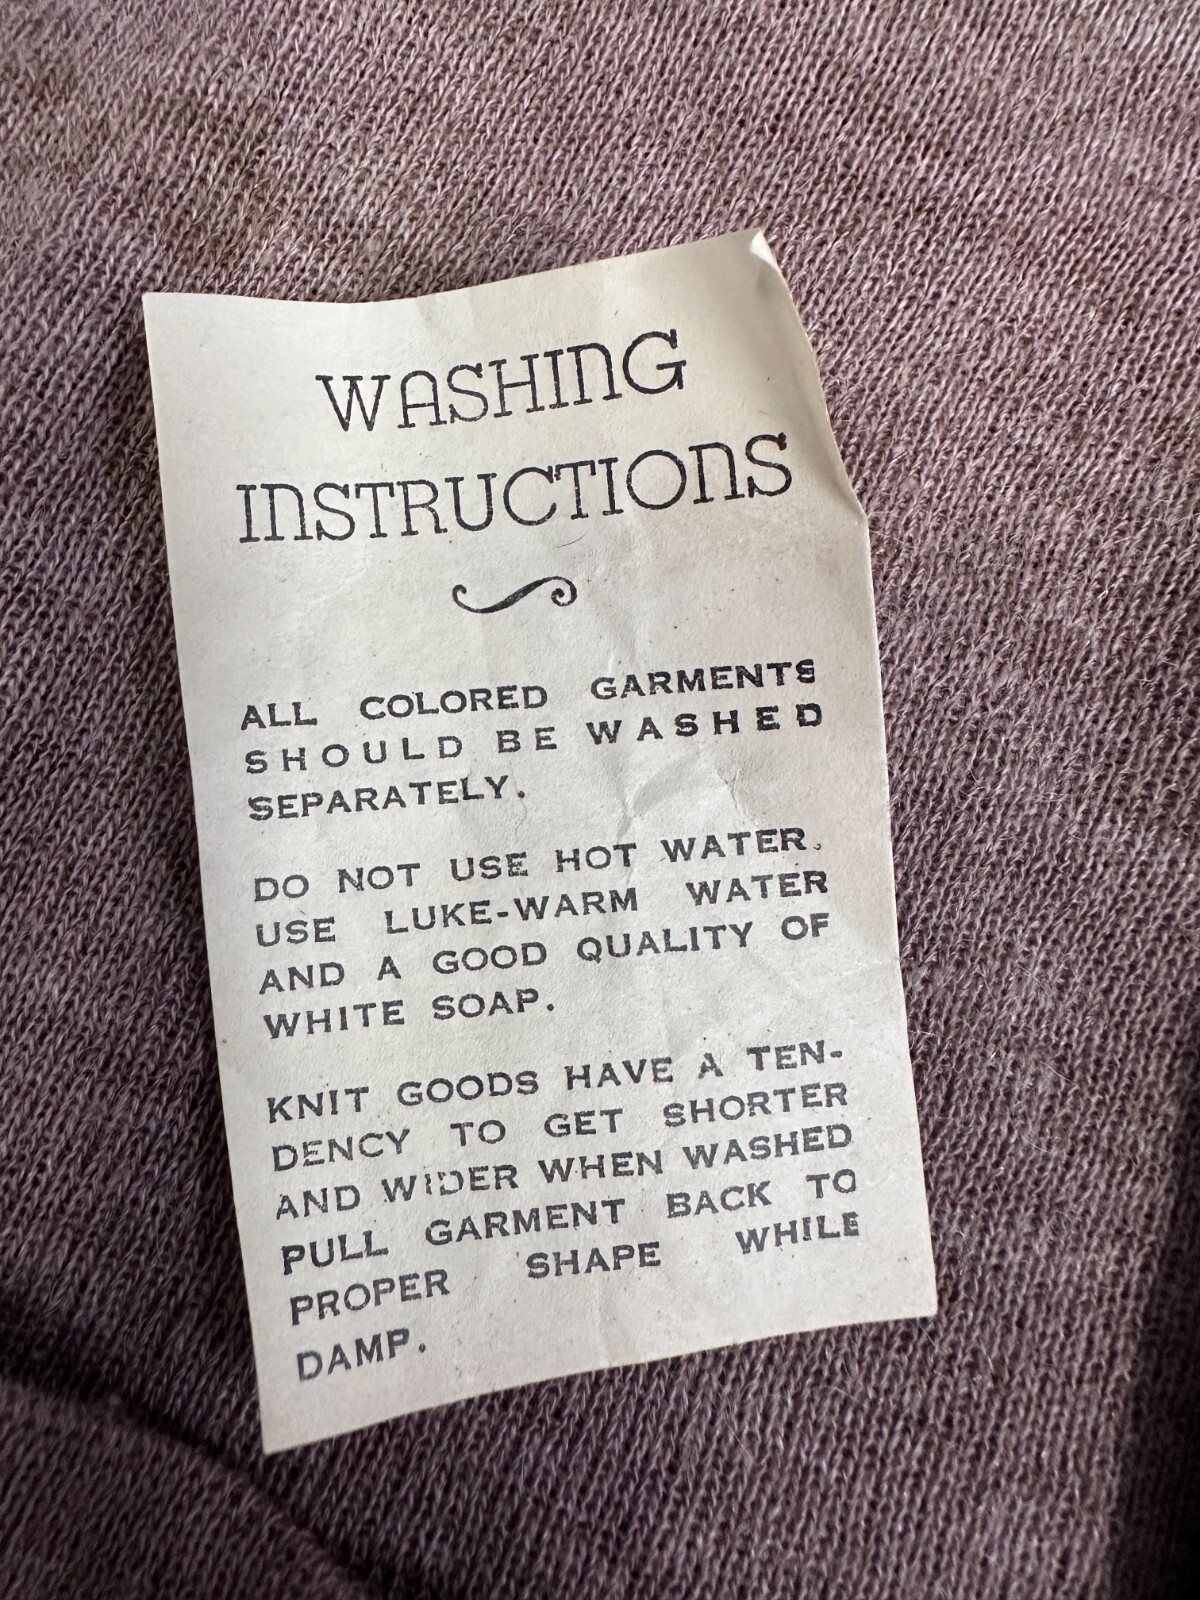 WASHING
INSTRUCTIONS
ALL COLORED GARMENTS
SHOULD BE WASHED
SEPARATELY.
DO NOT USE HOT WATER.
USE LUKE-WARM WATER
AND A GOOD QUALITY OF
WHITE SOAP.
KNIT GOODS HAVE A TEN-
DENCY TO GET SHORTER
AND WIDER WHEN WASHED
PULL GARMENT BACK TO
PROPER SHAPE WHILE
DAMP.